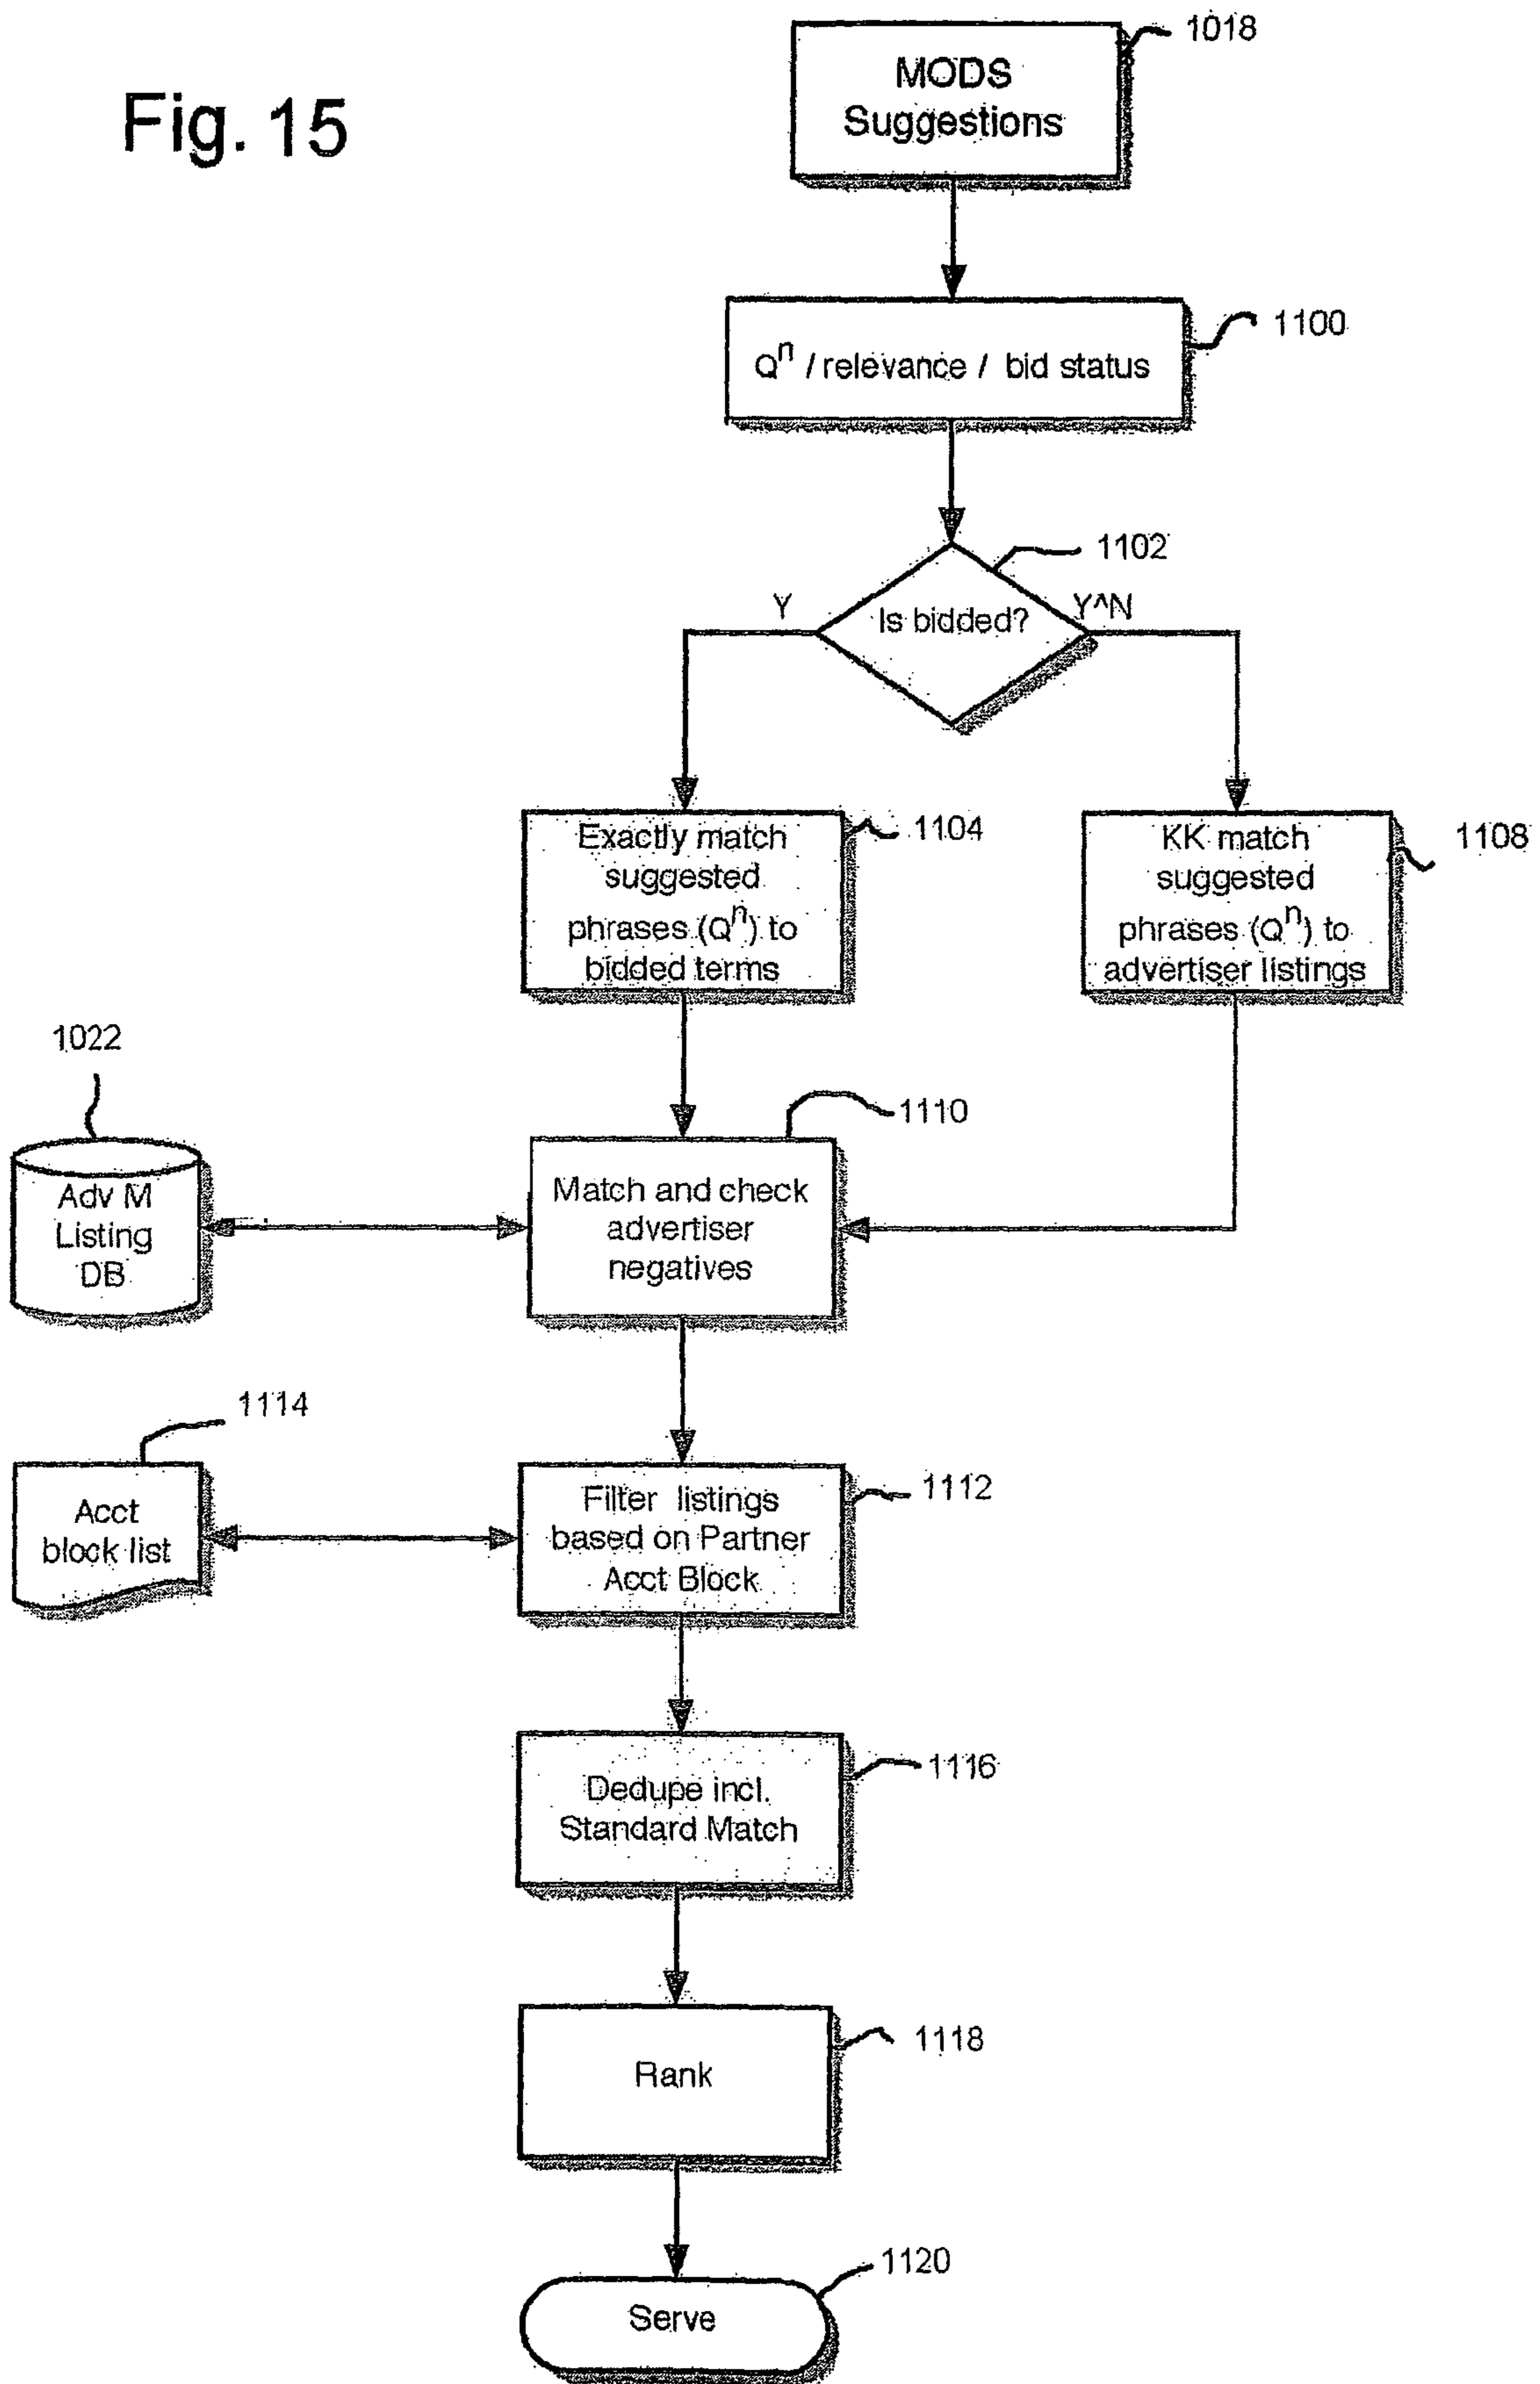 Fig. 15
1018
MODS
Suggestions
1100
Qⁿ / relevance / bid status
1102
Y
Is bidded?
Y^N
1104
Exactly match
suggested
phrases (Qⁿ) to
bidded terms
1108
KK match
suggested
phrases (Qⁿ) to
advertiser listings
1022
Adv M
Listing
DB
1110
Match and check
advertiser
negatives
1114
Acct
block list
1112
Filter listings
based on Partner
Acct Block
1116
Dedupe incl.
Standard Match
1118
Rank
1120
Serve